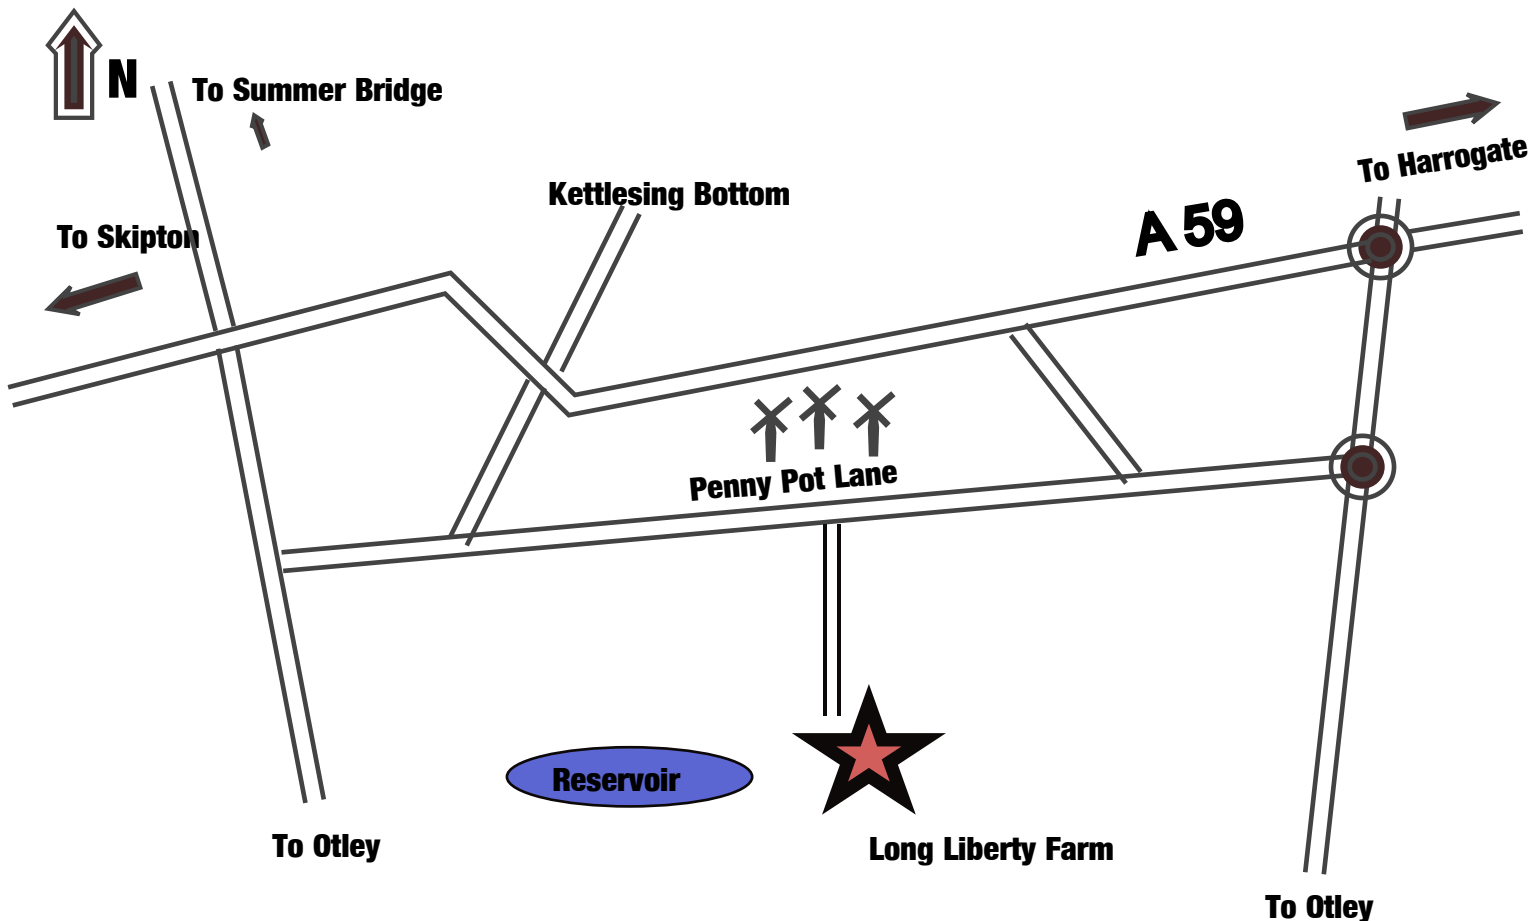 N
To Summer Bridge
To Harrogate
Kettlesing Bottom
A 59
To Skipton
Penny Pot Lane
Reservoir
To Otley
Long Liberty Farm
To Otley